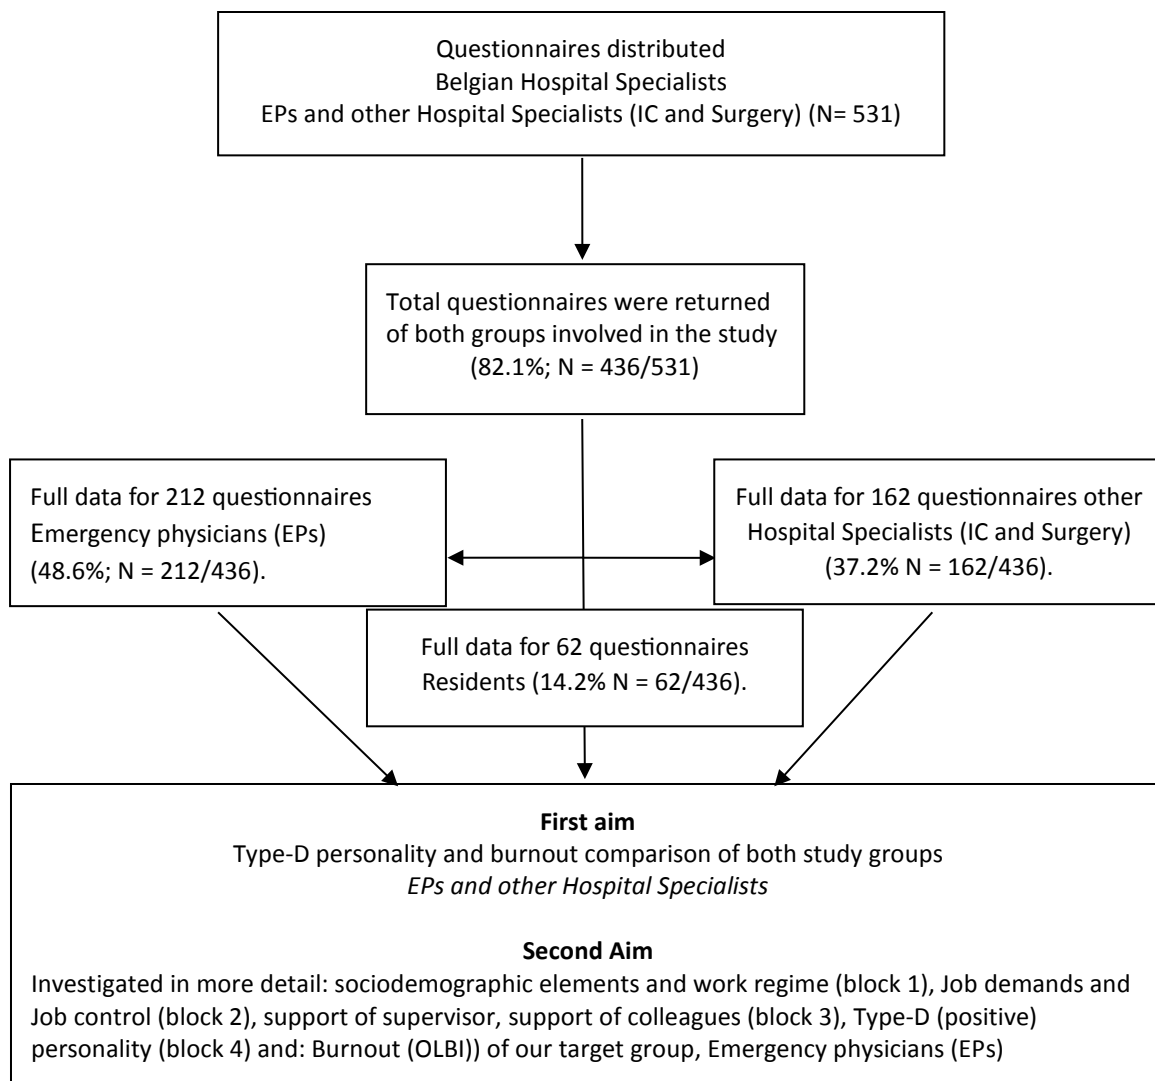 Questionnaires distributed
Belgian Hospital Specialists
EPs and other Hospital Specialists (IC and Surgery) (N= 531)
Total questionnaires were returned
of both groups involved in the study
(82.1%; N = 436/531)
Full data for 212 questionnaires
Emergency physicians (EPs)
(48.6%; N = 212/436).
Full data for 162 questionnaires other
Hospital Specialists (IC and Surgery)
(37.2% N = 162/436).
Full data for 62 questionnaires
Residents (14.2% N = 62/436).
First aim
Type-D personality and burnout comparison of both study groups
EPs and other Hospital Specialists
Second Aim
Investigated in more detail: sociodemographic elements and work regime (block 1), Job demands and
Job control (block 2), support of supervisor, support of colleagues (block 3), Type-D (positive)
personality (block 4) and: Burnout (OLBI)) of our target group, Emergency physicians (EPs)